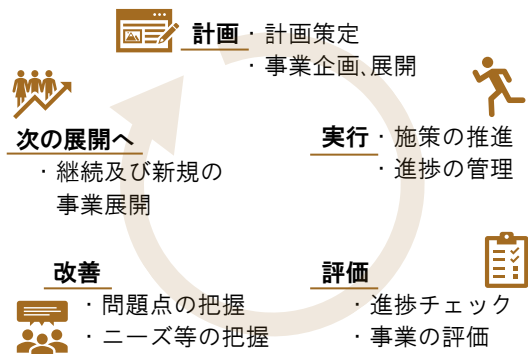 計画・計画策定
・事業企画、展開
実行・施策の推進
・進捗の管理
評価
・進捗チェック
・事業の評価
改善
・問題点の把握
・ニーズ等の把握
次の展開へ
・継続及び新規の
事業展開